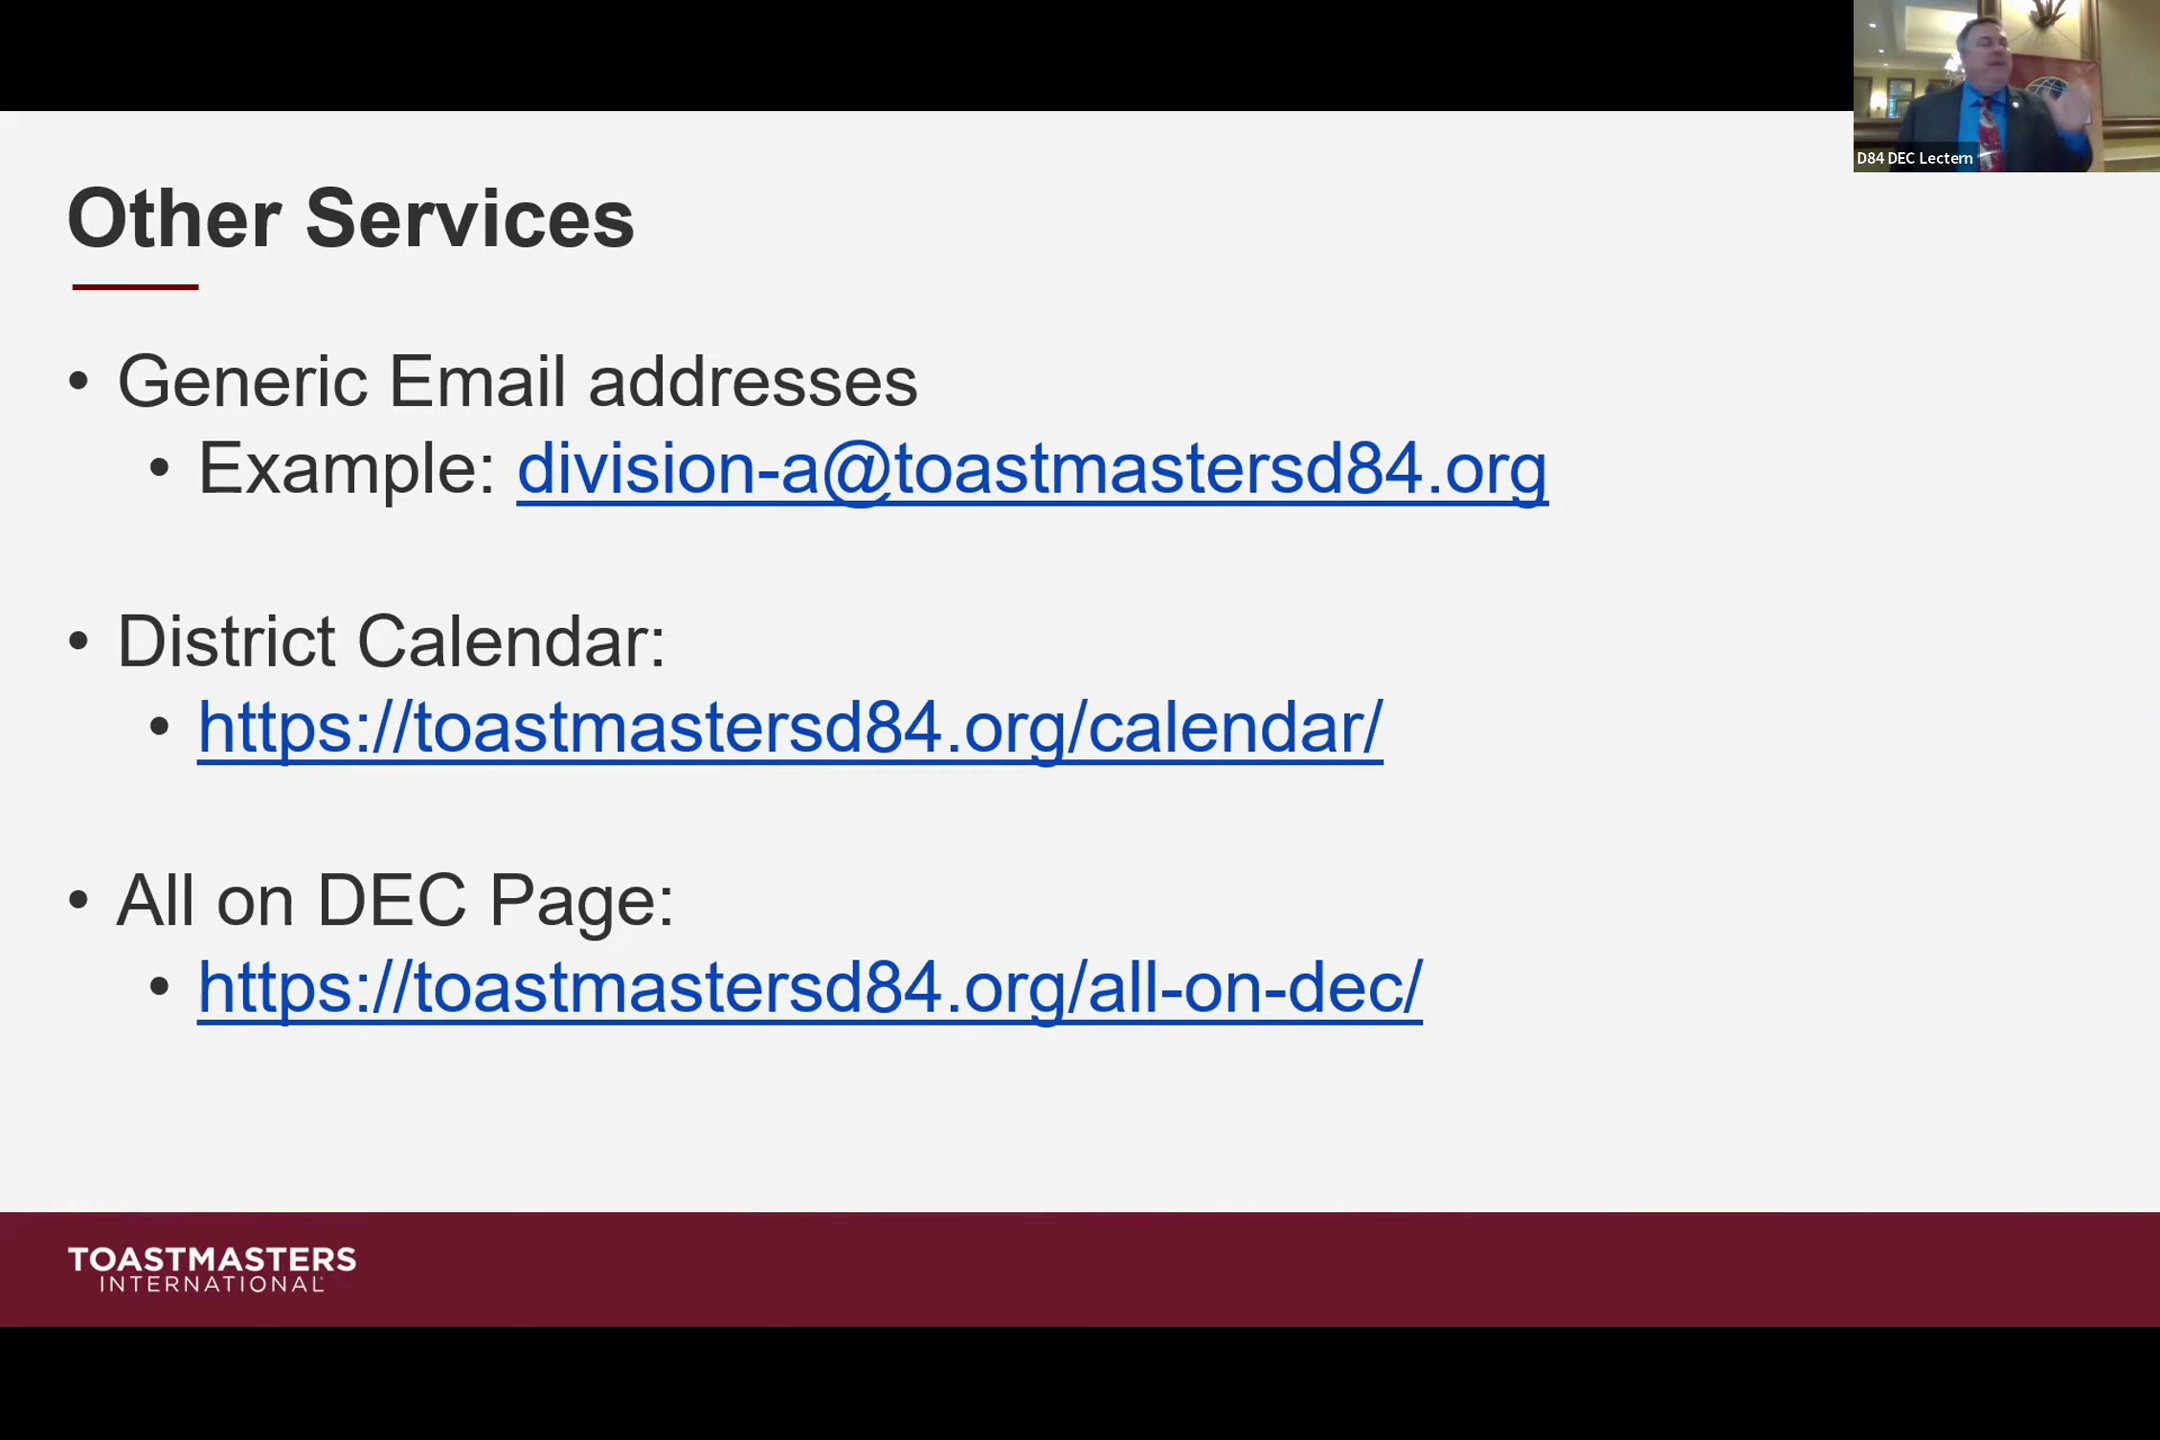 D84 DEC Lectern
Other Services
• Generic Email addresses
• Example: division-a@toastmastersd84.org
• District Calendar:
• https://toastmastersd84.org/calendar/
• All on DEC Page:
• https://toastmastersd84.org/all-on-dec/
TOASTMASTERS
INTERNATIONAL